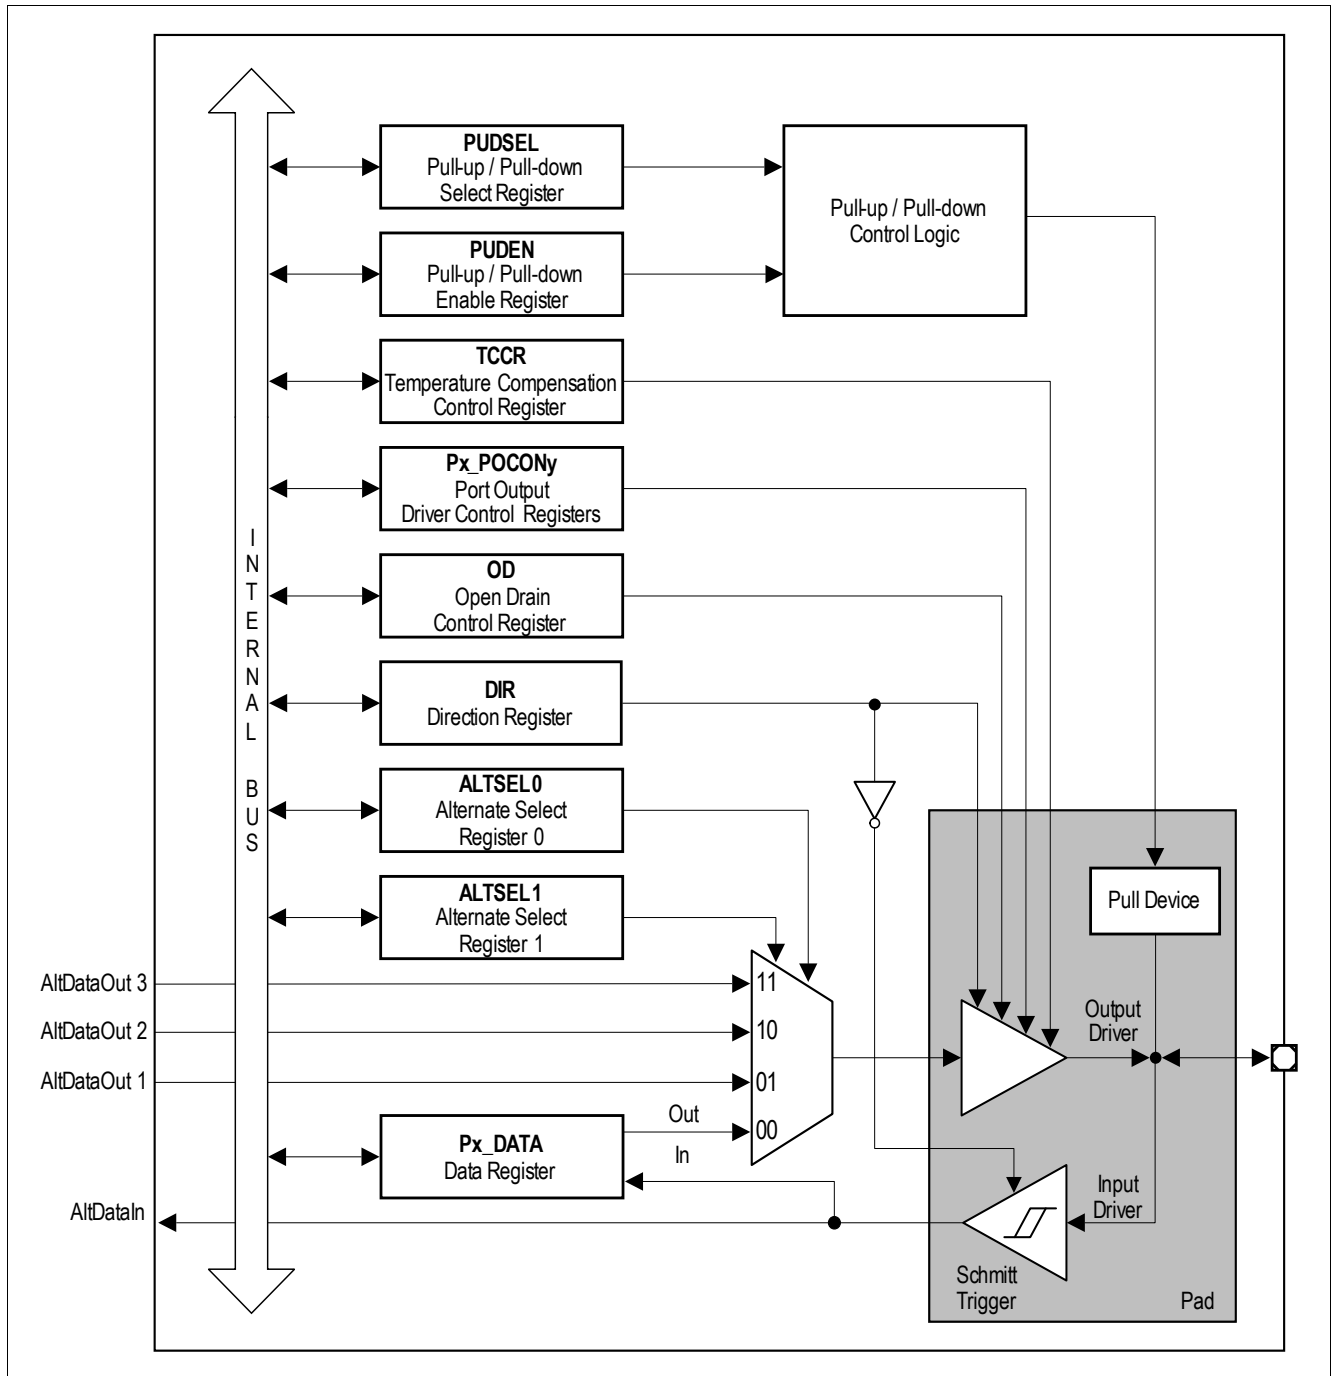 PUDSEL
Pull-up / Pull-down
Select Register
Pull-up / Pull-down
Control Logic
PUDEN
Pull-up / Pull-down
Enable Register
TCCR
Temperature Compensation
Control Register
Px_POCONy
Port Output
Driver Control Registers
OD
Open Drain
Control Register
INTERNAL BUS
DIR
Direction Register
ALTSEL0
Alternate Select
Register 0
ALTSEL1
Alternate Select
Register 1
Pull Device
AltDataOut 3
11
AltDataOut 2
10
Output
Driver
AltDataOut 1
01
Out
00
Px_DATA
Data Register
In
AltDataIn
Input
Driver
Schmitt
Trigger
Pad